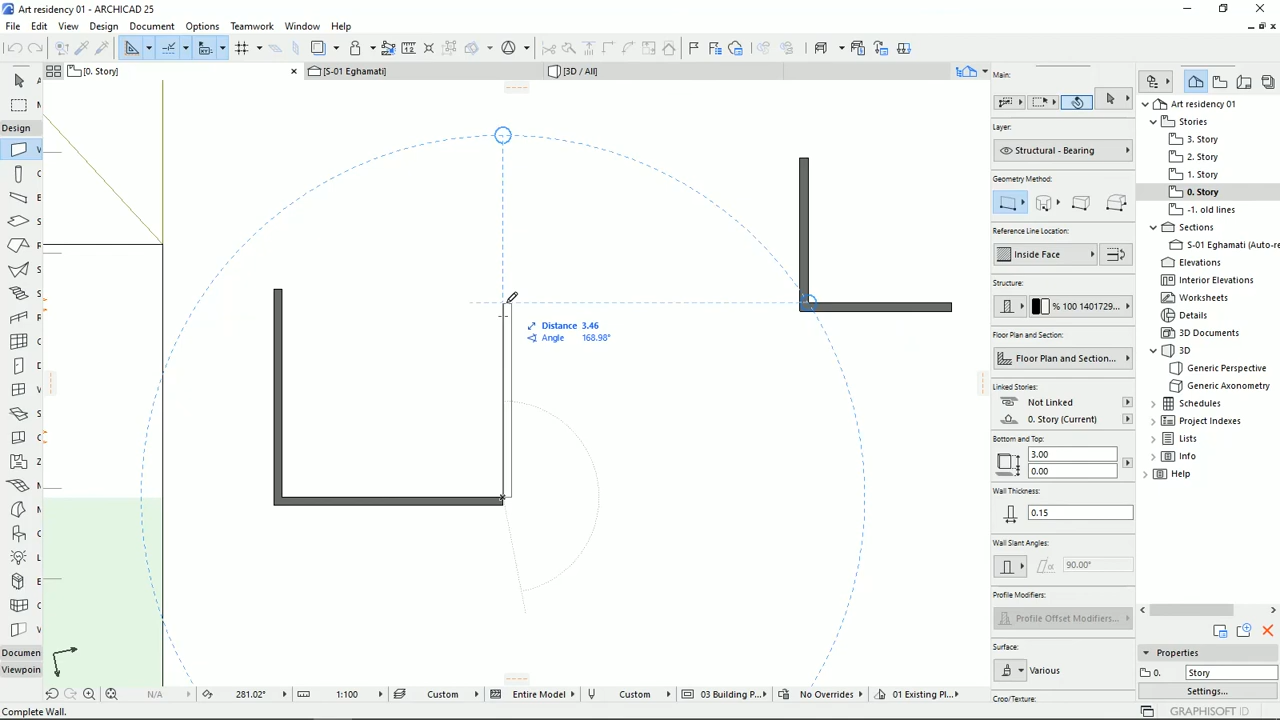 Art residency 01 - ARCHICAD 25
File Edit View Design Document Options Teamwork Window Help
[0. Story]
[S-01 Eghamati]
[3D / All]
Main:
Layer:
Structural - Bearing
Geometry Method:
Reference Line Location:
Inside Face
Structure:
% 100 1401729...
Floor Plan and Section:
Floor Plan and Section...
Linked Stories:
Not Linked
0. Story (Current)
Bottom and Top:
3.00
0.00
Wall Thickness:
0.15
Wall Slant Angles:
90.00°
Profile Modifiers:
Profile Offset Modifiers...
Surface:
Various
Crop/Texture:
Art residency 01
Stories
3. Story
2. Story
1. Story
0. Story
-1. old lines
Sections
S-01 Eghamati (Auto-re
Elevations
Interior Elevations
Worksheets
Details
3D Documents
3D
Generic Perspective
Generic Axonometry
Schedules
Project Indexes
Lists
Info
Help
Properties
0. Story
Settings...
GRAPHISOFT ID
Design
Documen
Viewpoin
Distance 3.46
Angle 168.98°
N/A 281.02° 1:100 Custom Entire Model Custom 03 Building P... No Overrides 01 Existing Pl...
Complete Wall.